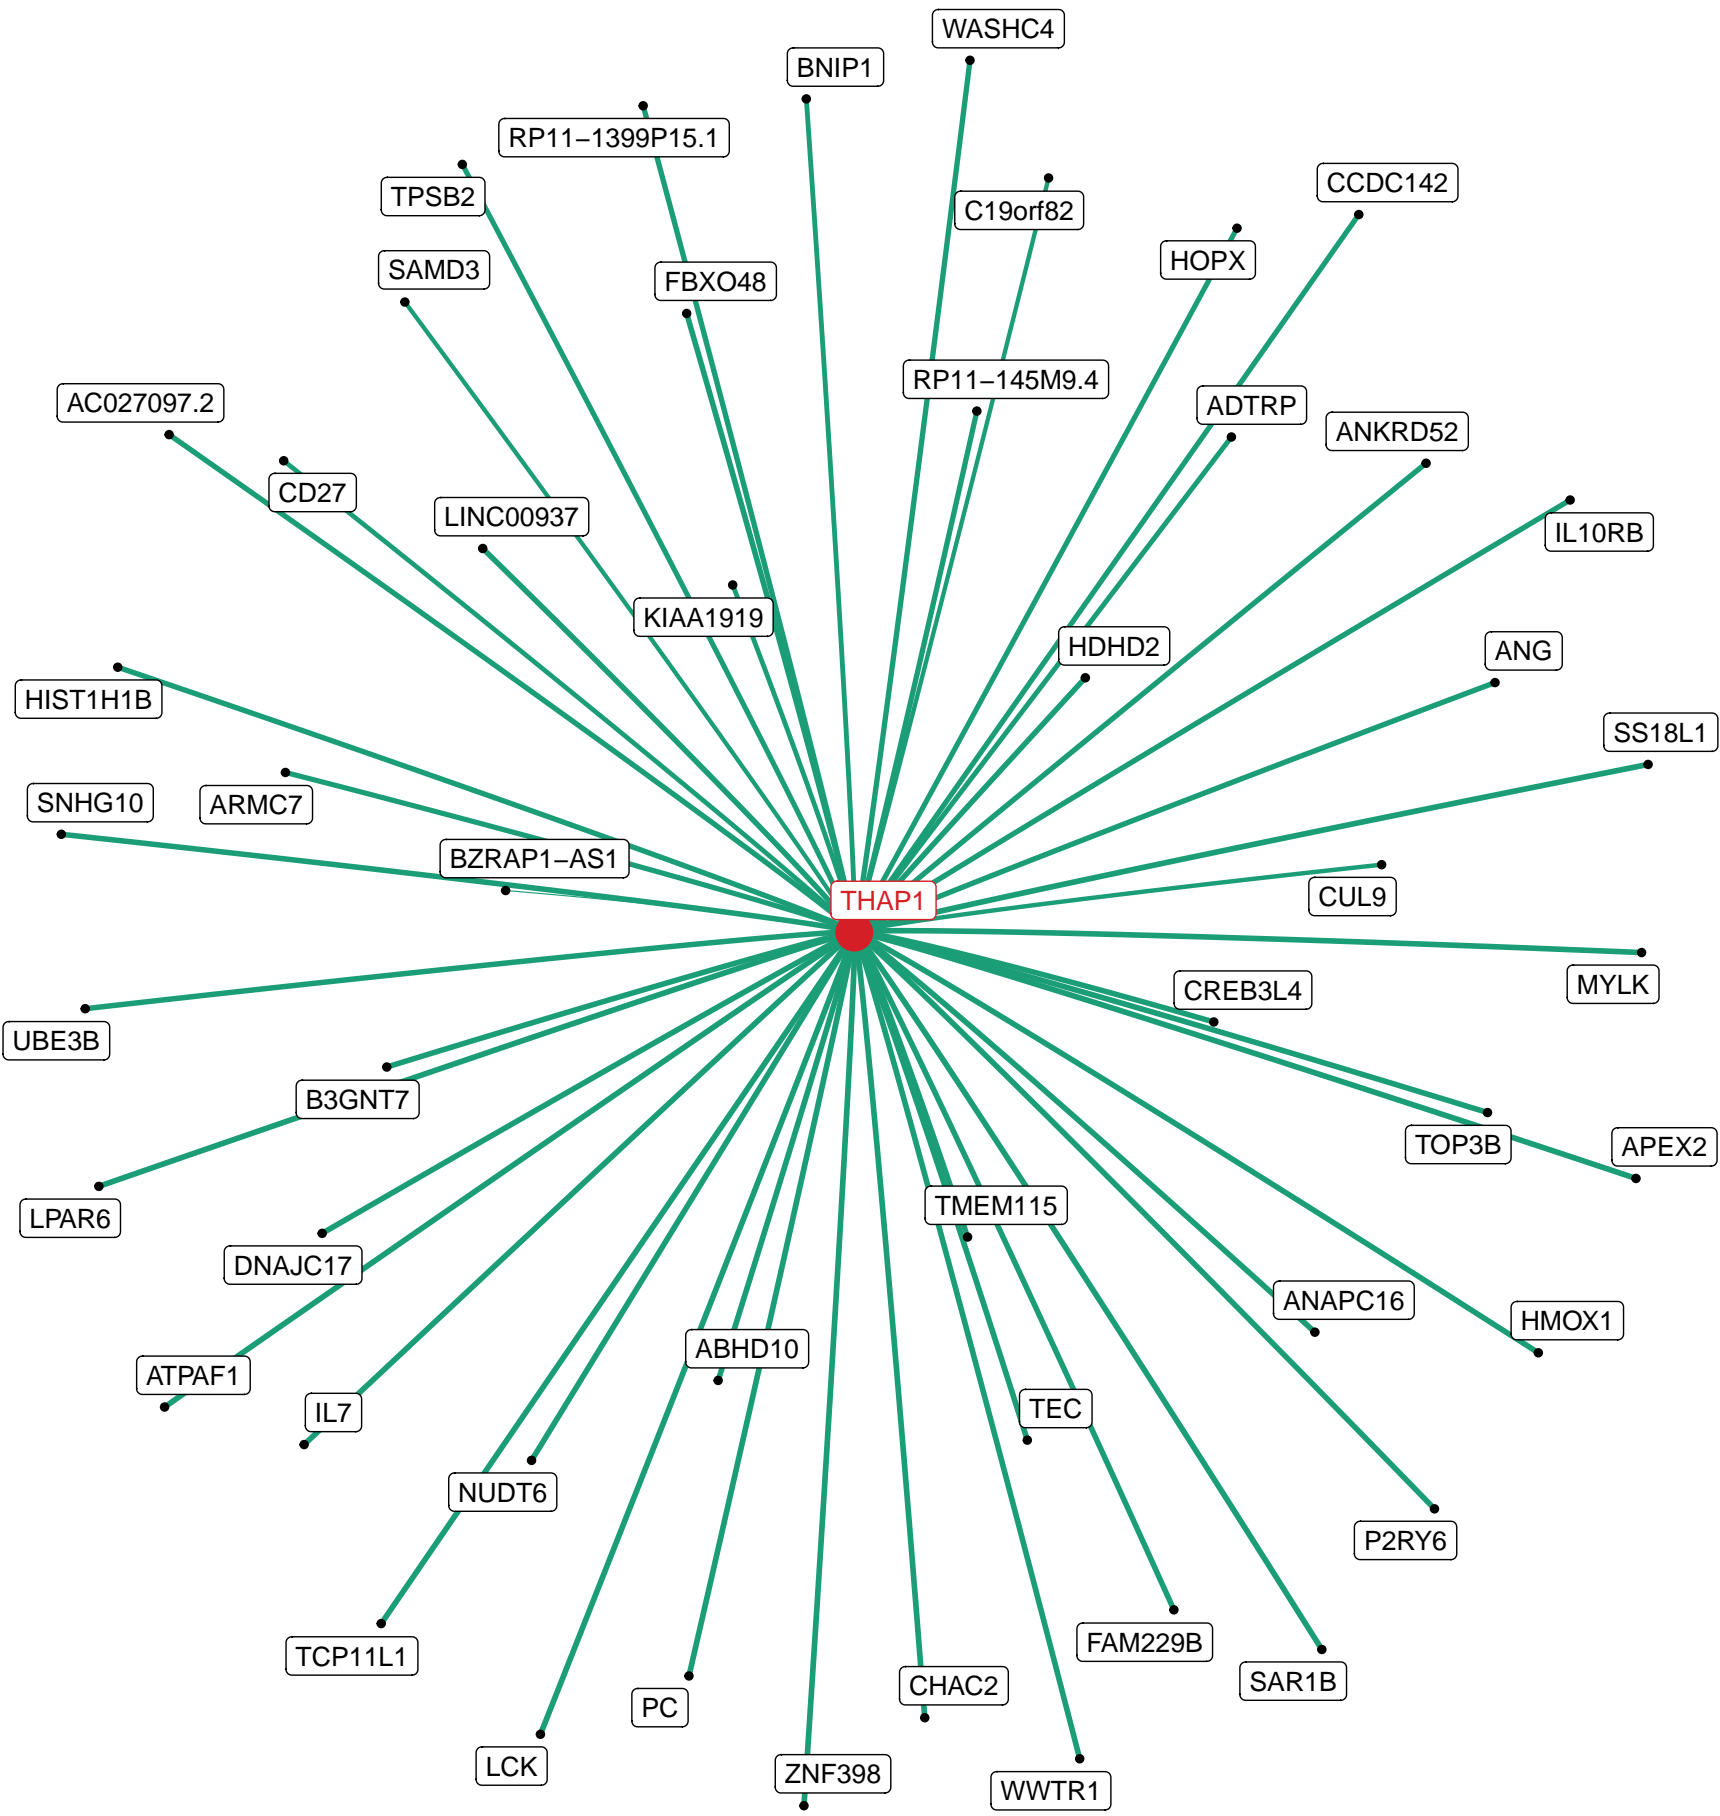 WASHC4
BNIP1
RP11−1399P15.1
CCDC142
TPSB2
C19orf82
HOPX
SAMD3
FBXO48
RP11−145M9.4
AC027097.2
ADTRP
ANKRD52
CD27
LINC00937
IL10RB
KIAA1919
HDHD2
ANG
HIST1H1B
SS18L1
SNHG10
ARMC7
BZRAP1−AS1
CUL9
THAP1
MYLK
CREB3L4
UBE3B
B3GNT7
TOP3B
APEX2
TMEM115
LPAR6
DNAJC17
ANAPC16
HMOX1
ABHD10
ATPAF1
TEC
IL7
NUDT6
P2RY6
FAM229B
TCP11L1
SAR1B
CHAC2
PC
LCK
ZNF398
WWTR1